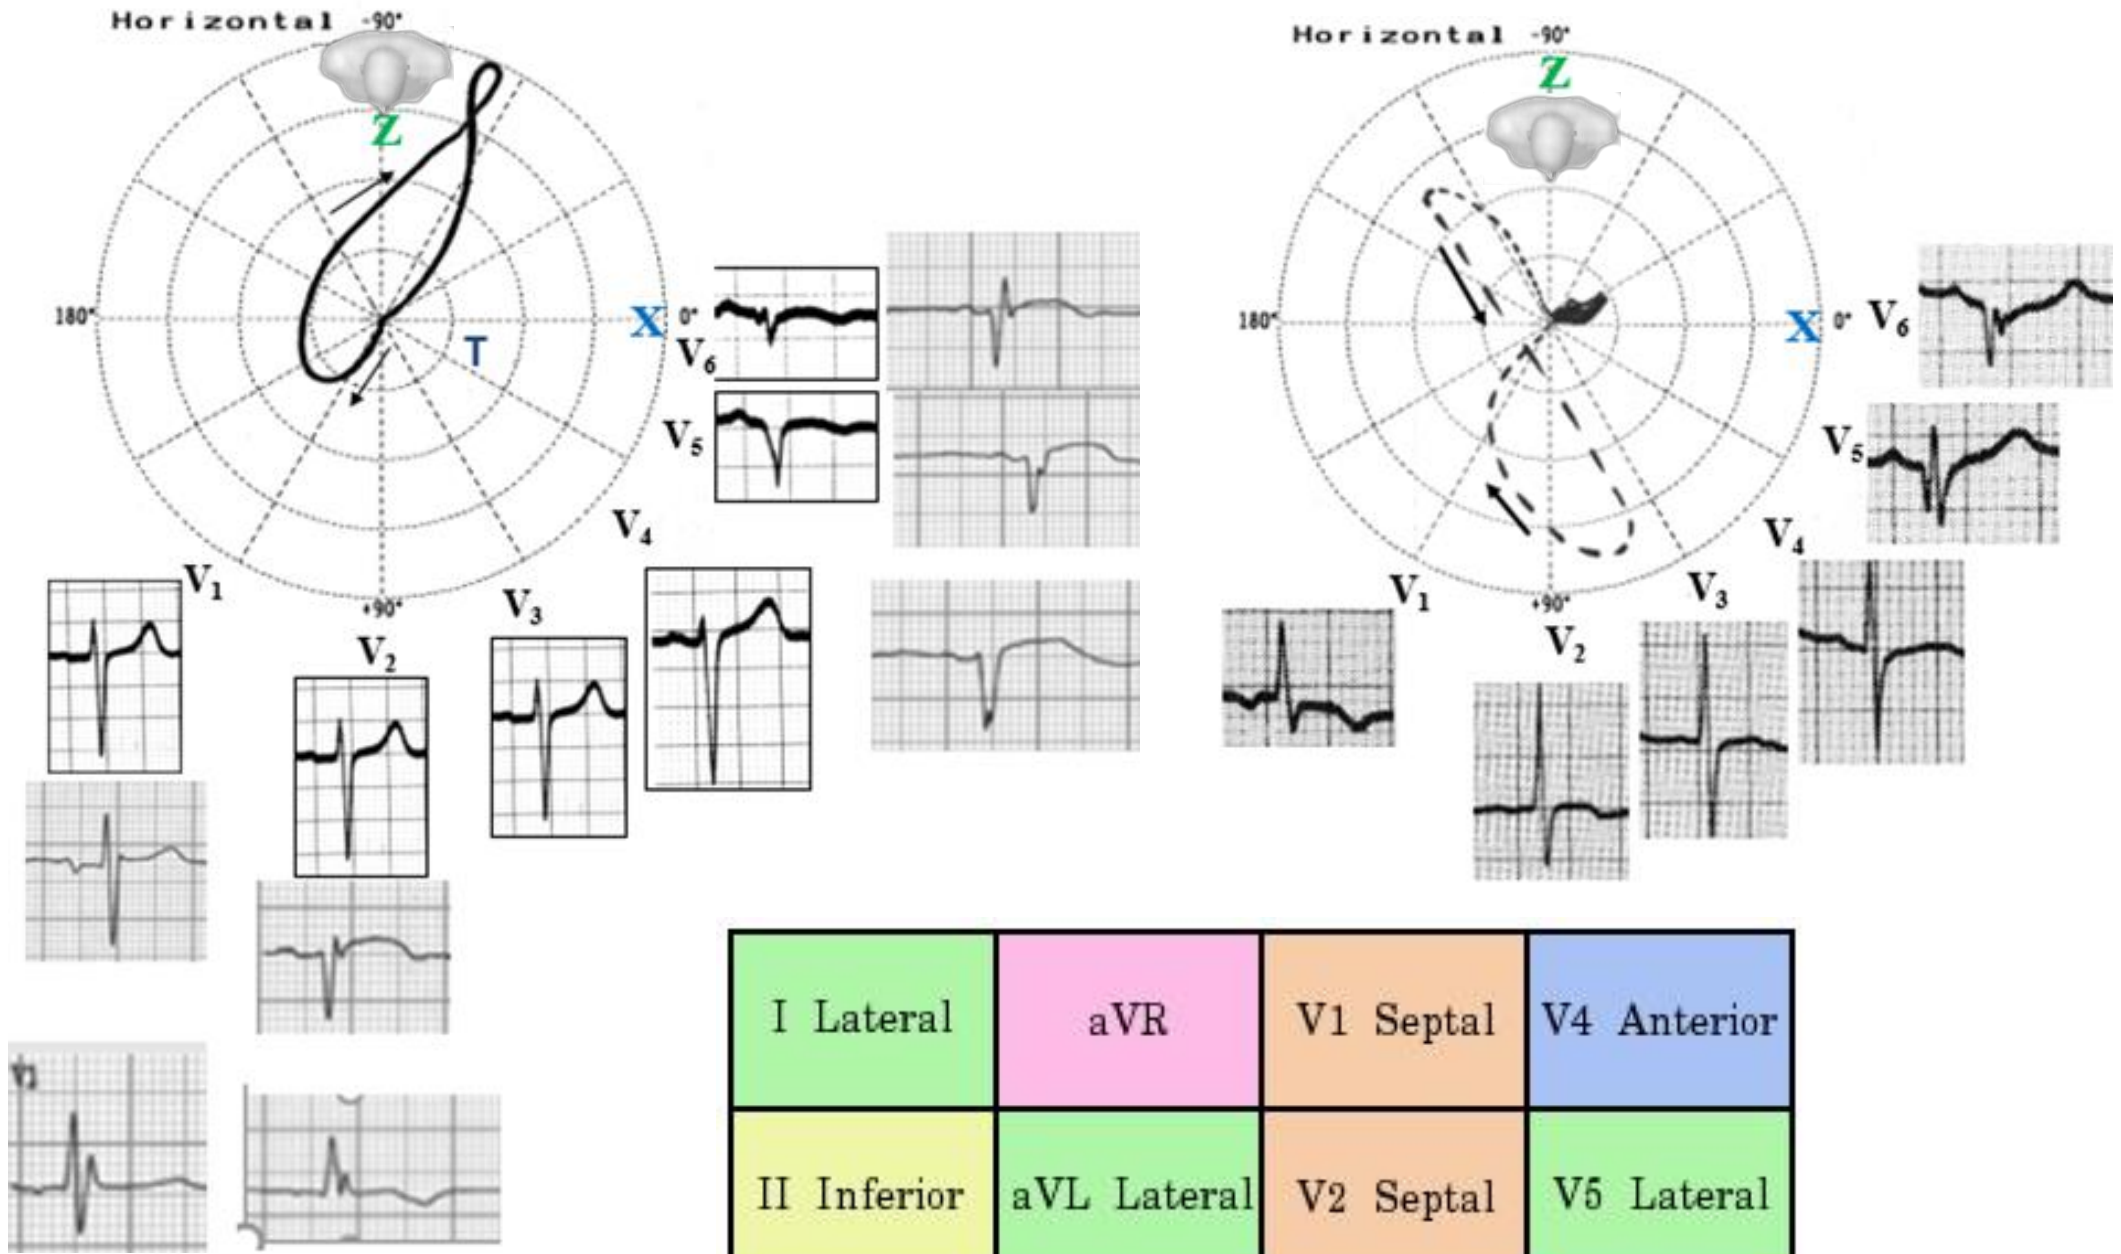 Horizontal -90°
Z
180°
X 0°
T
+90°
V1
V2
V3
V4
V5
V6
Horizontal -90°
Z
180°
X 0°
+90°
V1
V2
V3
V4
V5
V6
I Lateral
aVR
V1 Septal
V4 Anterior
II Inferior
aVL Lateral
V2 Septal
V5 Lateral